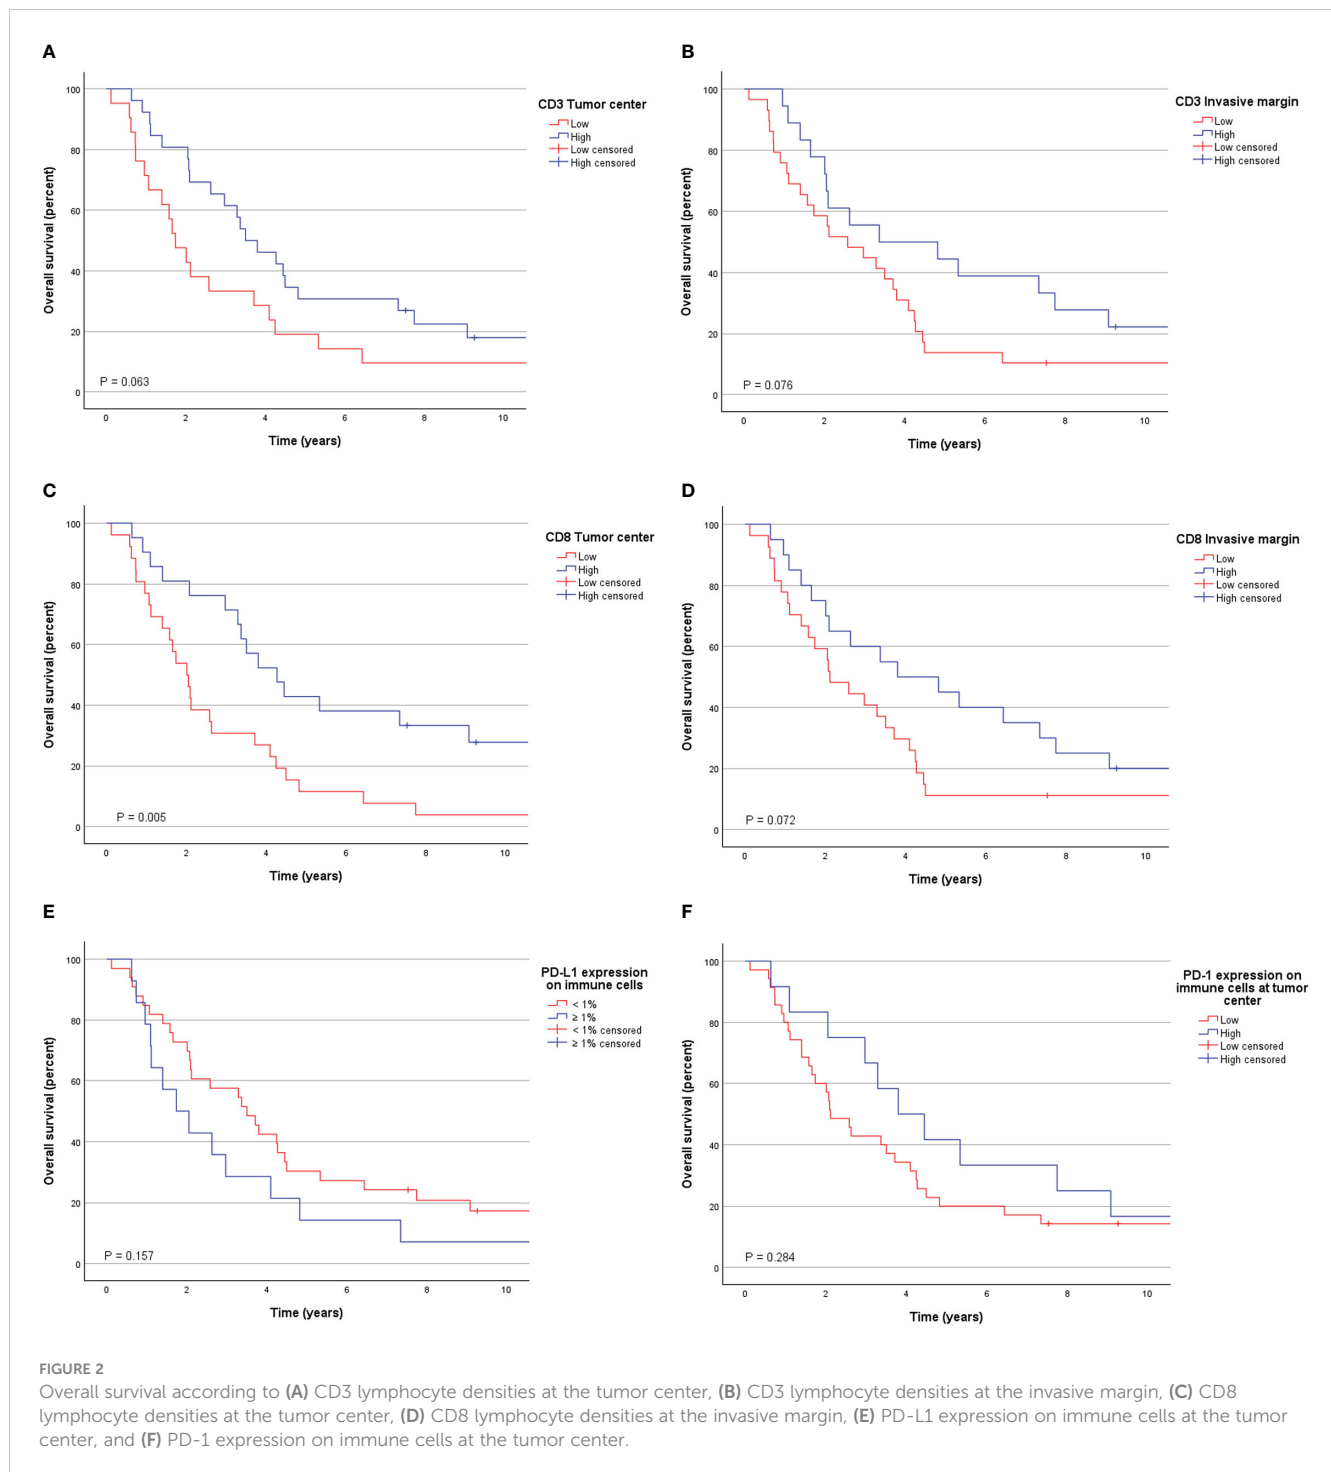 A
CD3 Tumor center
Low
High
Low censored
High censored
Overall survival (percent)
100
80
60
40
20
0
P = 0.063
0 2 4 6 8 10
Time (years)
B
CD3 Invasive margin
Low
High
Low censored
High censored
Overall survival (percent)
100
80
60
40
20
0
P = 0.076
0 2 4 6 8 10
Time (years)
C
CD8 Tumor center
Low
High
Low censored
High censored
Overall survival (percent)
100
80
60
40
20
0
P = 0.005
0 2 4 6 8 10
Time (years)
D
CD8 Invasive margin
Low
High
Low censored
High censored
Overall survival (percent)
100
80
60
40
20
0
P = 0.072
0 2 4 6 8 10
Time (years)
E
PD-L1 expression
on immune cells
< 1%
≥ 1%
< 1% censored
≥ 1% censored
Overall survival (percent)
100
80
60
40
20
0
P = 0.157
0 2 4 6 8 10
Time (years)
F
PD-1 expression on
immune cells at tumor
center
Low
High
Low censored
High censored
Overall survival (percent)
100
80
60
40
20
0
P = 0.284
0 2 4 6 8 10
Time (years)
FIGURE 2
Overall survival according to (A) CD3 lymphocyte densities at the tumor center, (B) CD3 lymphocyte densities at the invasive margin, (C) CD8
lymphocyte densities at the tumor center, (D) CD8 lymphocyte densities at the invasive margin, (E) PD-L1 expression on immune cells at the tumor
center, and (F) PD-1 expression on immune cells at the tumor center.